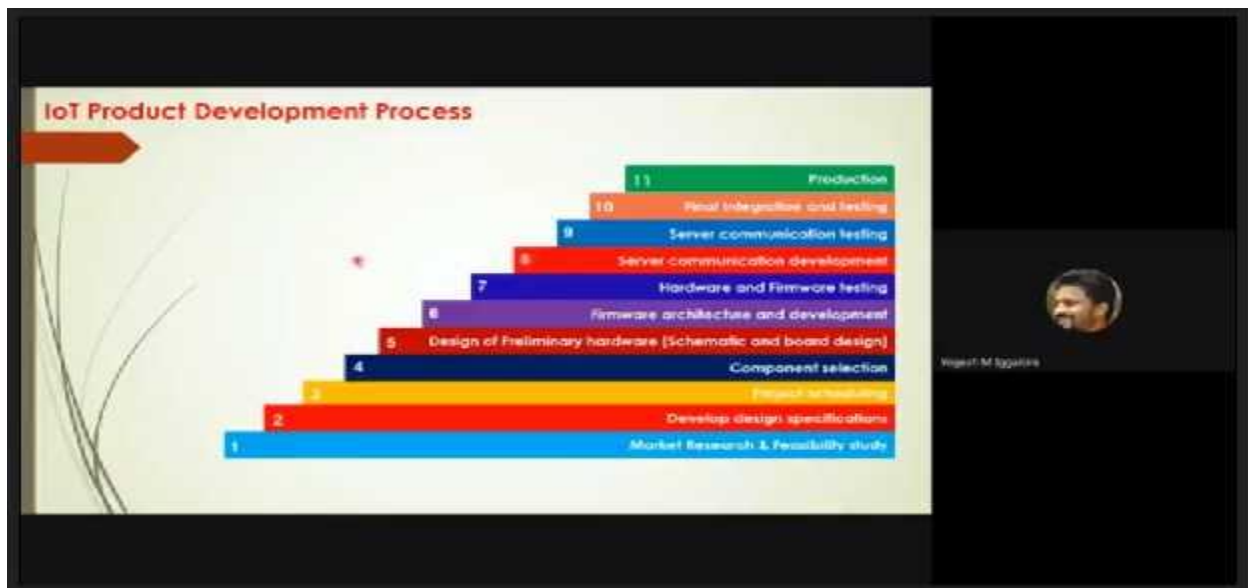 IoT Product Development Process
11 Production
10 Final Integration and testing
9 Server communication testing
8 Server communication development
7 Hardware and Firmware testing
6 Firmware architecture and development
5 Design of Preliminary hardware (Schematic and board design)
4 Component selection
3 Project scheduling
2 Develop design specifications
1 Market Research & Feasibility study
Yogesh M